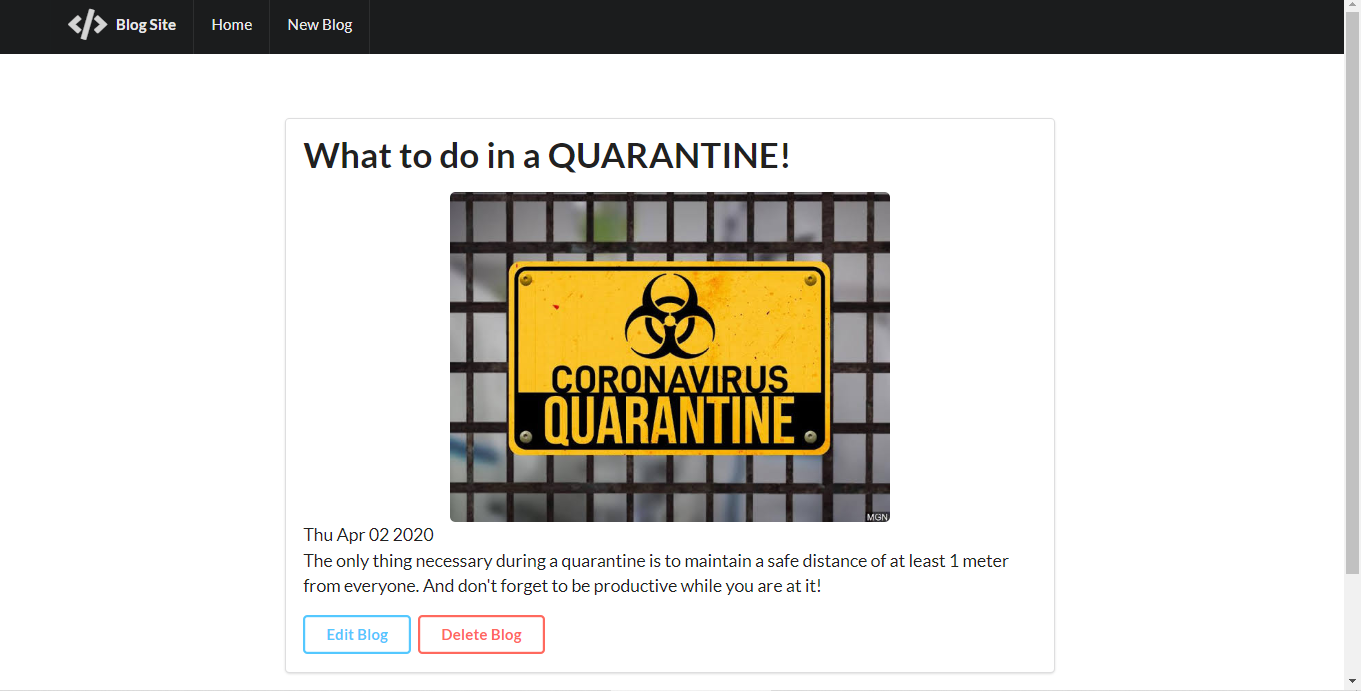 Blog Site
Home
New Blog
What to do in a QUARANTINE!
CORONAVIRUS
QUARANTINE
MGN
Thu Apr 02 2020
The only thing necessary during a quarantine is to maintain a safe distance of at least 1 meter
from everyone. And don't forget to be productive while you are at it!
Edit Blog
Delete Blog